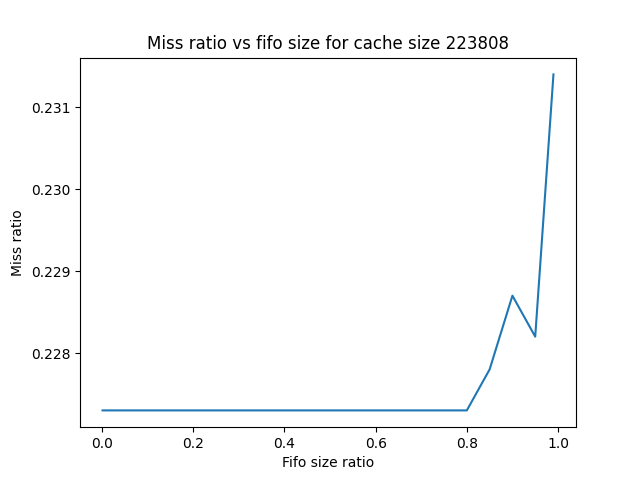 Miss ratio vs fifo size for cache size 223808
0.231
0.230
0.229
0.228
Miss ratio
0.0 0.2 0.4 0.6 0.8 1.0
Fifo size ratio